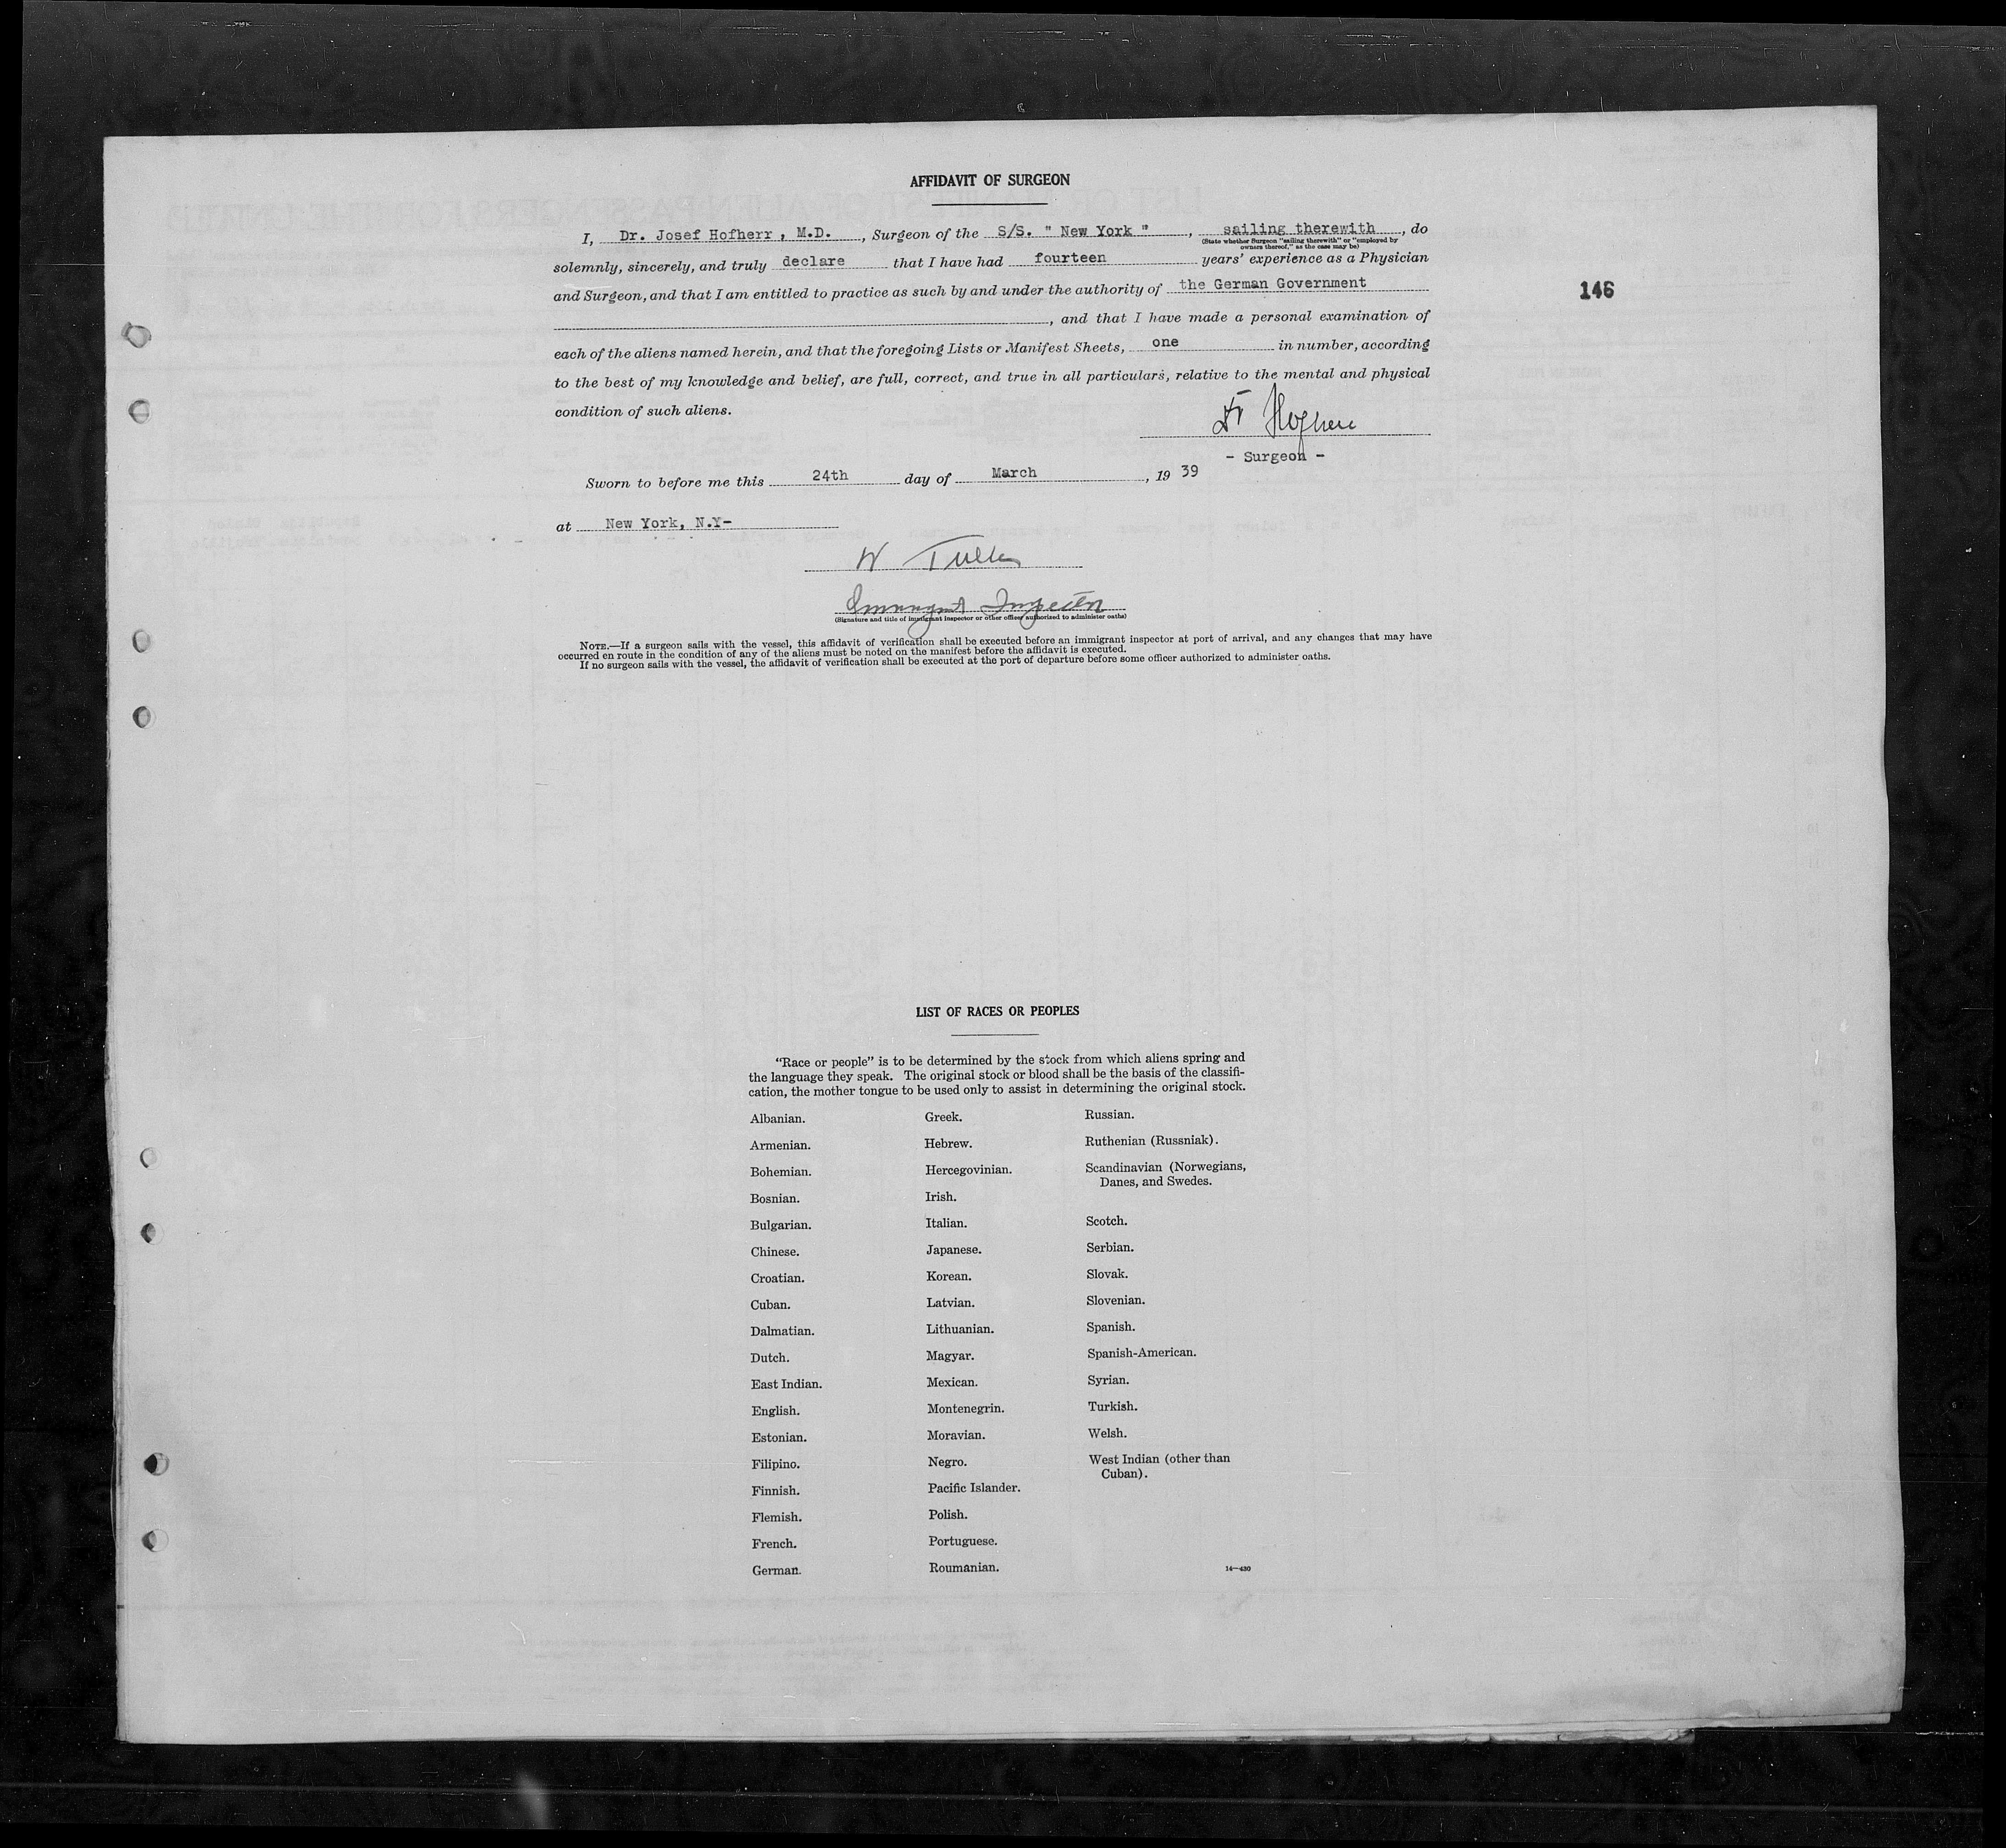 AFFIDAVIT OF SURGEON
I, Dr. Josef Hofherr , M.D. , Surgeon of the S/S. " New York " , sailing therewith , do
(State whether Surgeon "sailing therewith" or "employed by
owners thereof," as the case may be)
solemnly, sincerely, and truly declare that I have had fourteen years' experience as a Physician
and Surgeon, and that I am entitled to practice as such by and under the authority of the German Government
146
, and that I have made a personal examination of
each of the aliens named herein, and that the foregoing Lists or Manifest Sheets, one in number, according
to the best of my knowledge and belief, are full, correct, and true in all particulars, relative to the mental and physical
condition of such aliens.
Dr Hofherr
- Surgeon -
Sworn to before me this 24th day of March , 19 39
at New York, N.Y-
W
Immigrant Inspector
(Signature and title of immigrant inspector or other officer authorized to administer oaths)
NOTE.—If a surgeon sails with the vessel, this affidavit of verification shall be executed before an immigrant inspector at port of arrival, and any changes that may have
occurred en route in the condition of any of the aliens must be noted on the manifest before the affidavit is executed.
If no surgeon sails with the vessel, the affidavit of verification shall be executed at the port of departure before some officer authorized to administer oaths.
LIST OF RACES OR PEOPLES
"Race or people" is to be determined by the stock from which aliens spring and
the language they speak. The original stock or blood shall be the basis of the classifi-
cation, the mother tongue to be used only to assist in determining the original stock.
Albanian.
Armenian.
Bohemian.
Bosnian.
Bulgarian.
Chinese.
Croatian.
Cuban.
Dalmatian.
Dutch.
East Indian.
English.
Estonian.
Filipino.
Finnish.
Flemish.
French.
German.
Greek.
Hebrew.
Hercegovinian.
Irish.
Italian.
Japanese.
Korean.
Latvian.
Lithuanian.
Magyar.
Mexican.
Montenegrin.
Moravian.
Negro.
Pacific Islander.
Polish.
Portuguese.
Roumanian.
Russian.
Ruthenian (Russniak).
Scandinavian (Norwegians,
Danes, and Swedes.
Scotch.
Serbian.
Slovak.
Slovenian.
Spanish.
Spanish-American.
Syrian.
Turkish.
Welsh.
West Indian (other than
Cuban).
14—430